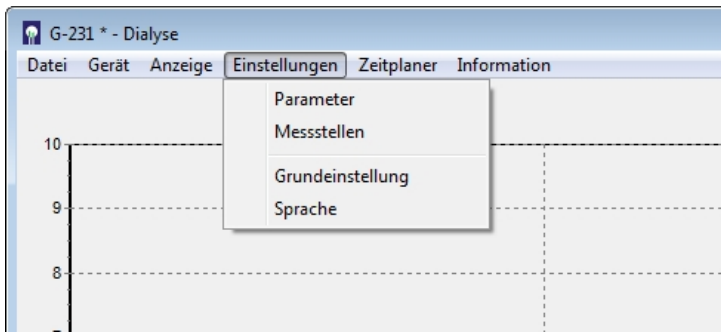 G-231 * - Dialyse
Datei Gerät Anzeige Einstellungen Zeitplaner Information
Parameter
Messstellen
Grundeinstellung
Sprache
10
9
8